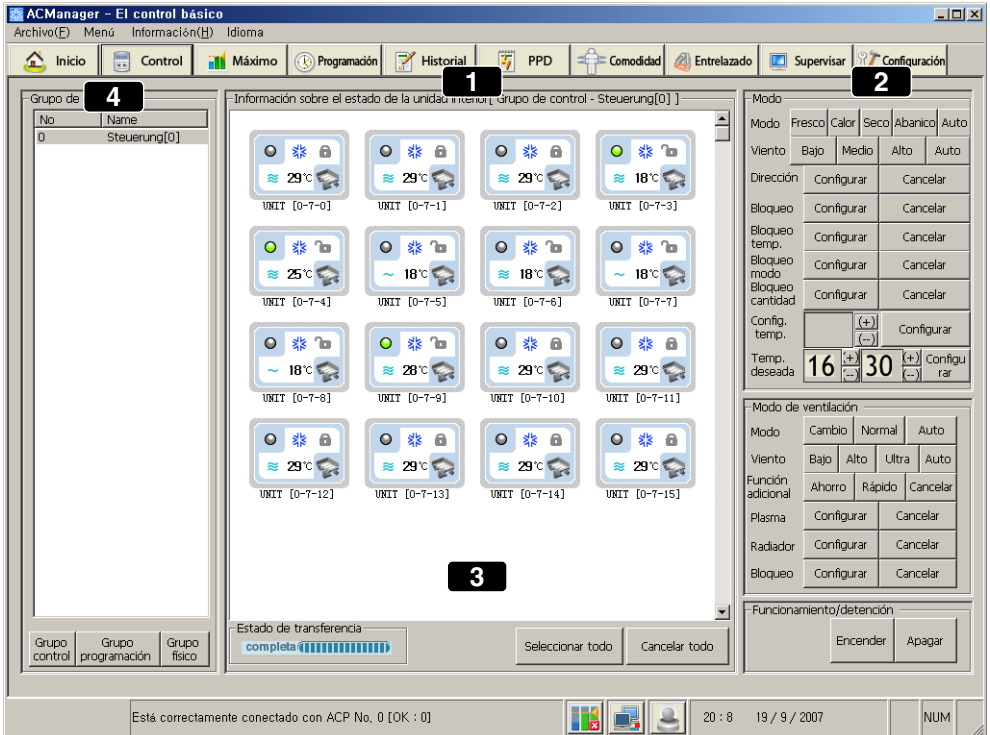 ACManager - El control básico
Archivo(F) Menú Información(H) Idioma
Inicio Control Máximo Programación Historial PPD Comodidad Entrelazado Supervisar Configuración
1
2
4
Grupo de
No Name
0 Steuerung[0]
Grupo control
Grupo programación
Grupo físico
Información sobre el estado de la unidad interior[ Grupo de control - Steuerung[0] ]
29℃ 29℃ 29℃ 18℃
UNIT [0-7-0] UNIT [0-7-1] UNIT [0-7-2] UNIT [0-7-3]
25℃ 18℃ 18℃ 18℃
UNIT [0-7-4] UNIT [0-7-5] UNIT [0-7-6] UNIT [0-7-7]
18℃ 28℃ 29℃ 29℃
UNIT [0-7-8] UNIT [0-7-9] UNIT [0-7-10] UNIT [0-7-11]
29℃ 29℃ 29℃ 29℃
UNIT [0-7-12] UNIT [0-7-13] UNIT [0-7-14] UNIT [0-7-15]
3
Estado de transferencia
completa
Seleccionar todo Cancelar todo
Modo
Modo Fresco Calor Seco Abanico Auto
Viento Bajo Medio Alto Auto
Dirección Configurar Cancelar
Bloqueo Configurar Cancelar
Bloqueo temp. Configurar Cancelar
Bloqueo modo Configurar Cancelar
Bloqueo cantidad Configurar Cancelar
Config. temp. (+) (--) Configurar
Temp. deseada 16 (+) (--) 30 (+) (--) Configu rar
Modo de ventilación
Modo Cambio Normal Auto
Viento Bajo Alto Ultra Auto
Función adicional Ahorro Rápido Cancelar
Plasma Configurar Cancelar
Radiador Configurar Cancelar
Bloqueo Configurar Cancelar
Funcionamiento/detención
Encender Apagar
Está correctamente conectado con ACP No, 0 [OK : 0] 20 : 8 19 / 9 / 2007 NUM